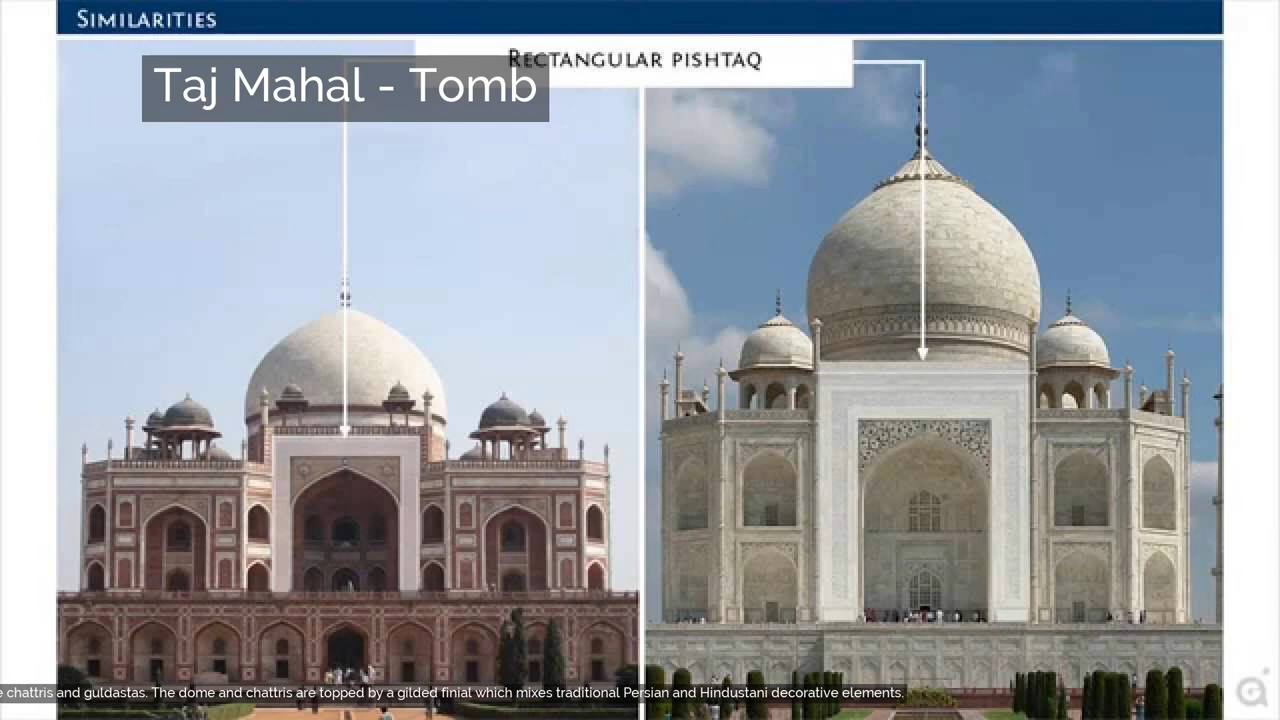 SIMILARITIES
RECTANGULAR PISHTAQ
Taj Mahal - Tomb
chattris and guldastas. The dome and chattris are topped by a gilded finial which mixes traditional Persian and Hindustani decorative elements.